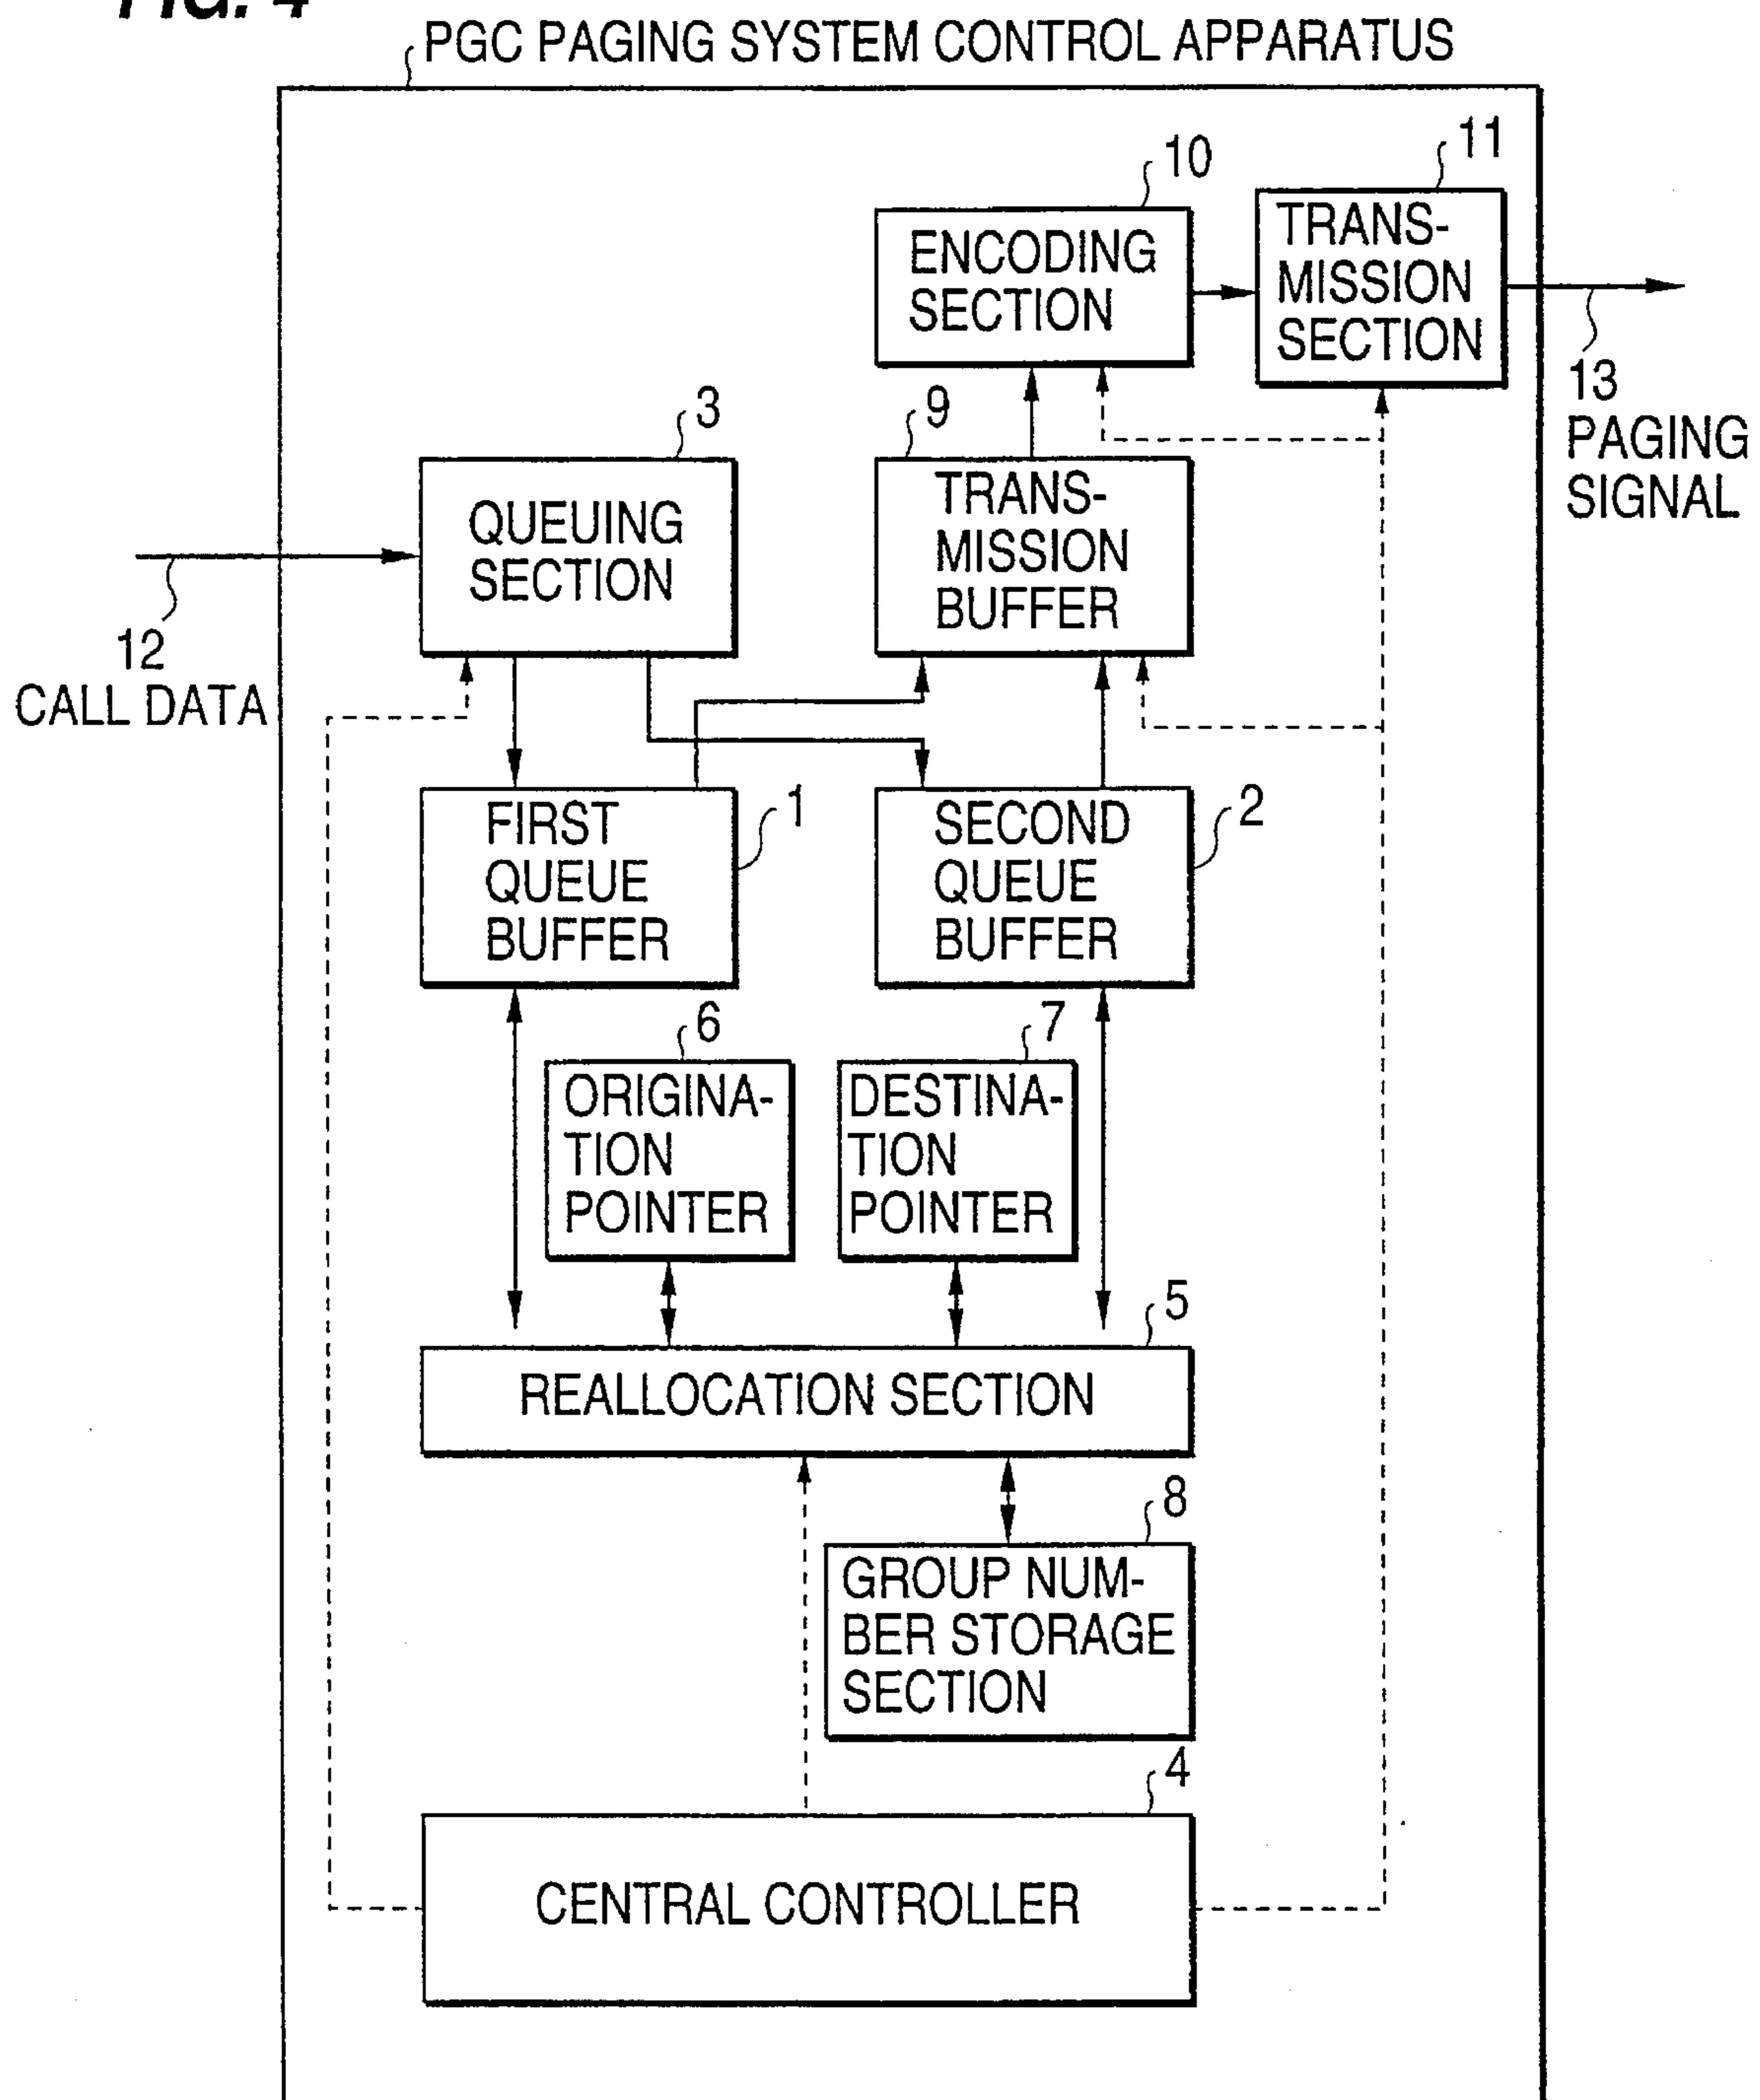 FIG. 4
PGC PAGING SYSTEM CONTROL APPARATUS
11
10
TRANS-
MISSION
SECTION
ENCODING
SECTION
13
PAGING
SIGNAL
3
9
QUEUING
SECTION
TRANS-
MISSION
BUFFER
12
CALL DATA
1
FIRST
QUEUE
BUFFER
2
SECOND
QUEUE
BUFFER
6
7
ORIGINA-
TION
POINTER
DESTINA-
TION
POINTER
5
REALLOCATION SECTION
8
GROUP NUM-
BER STORAGE
SECTION
4
CENTRAL CONTROLLER